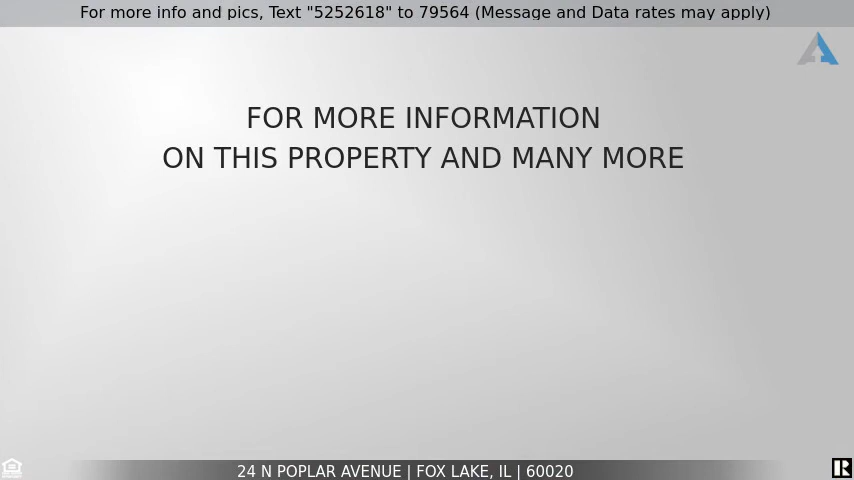 For more info and pics, Text "5252618" to 79564 (Message and Data rates may apply)
FOR MORE INFORMATION
ON THIS PROPERTY AND MANY MORE
24 N POPLAR AVENUE | FOX LAKE, IL | 60020